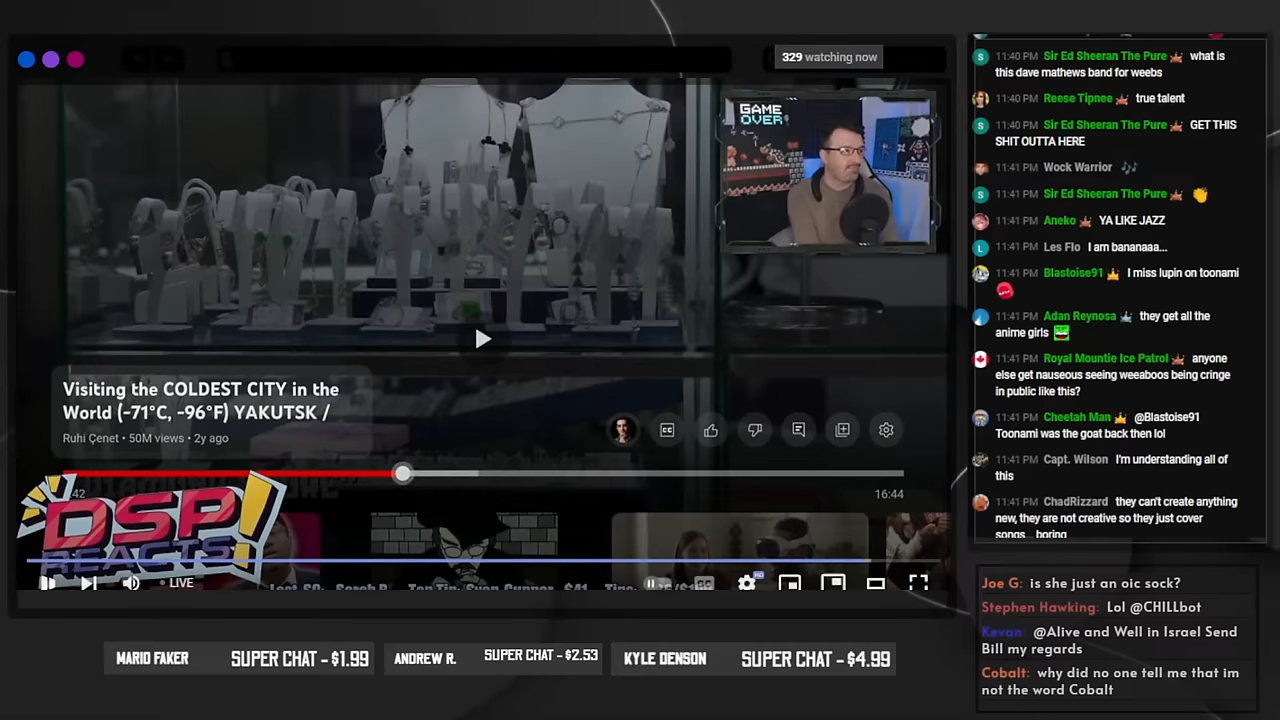 329 watching now
GAME
OVER
Visiting the COLDEST CITY in the
World (-71°C, -96°F) YAKUTSK /
Ruhi Çenet • 50M views • 2y ago
CC
:42
16:44
DSP
REACTS!
LIVE
HD
MARIO FAKER SUPER CHAT - $1.99
ANDREW R. SUPER CHAT - $2.53
KYLE DENSON SUPER CHAT - $4.99
11:40 PM Sir Ed Sheeran The Pure what is
this dave mathews band for weebs
11:40 PM Reese Tipnee true talent
11:40 PM Sir Ed Sheeran The Pure GET THIS
SHIT OUTTA HERE
11:41 PM Wock Warrior 🎶
11:41 PM Sir Ed Sheeran The Pure 👏
11:41 PM Aneko YA LIKE JAZZ
11:41 PM Les Flo I am bananaaa...
11:41 PM Blastoise91 I miss lupin on toonami
11:41 PM Adan Reynosa they get all the
anime girls
11:41 PM Royal Mountie Ice Patrol anyone
else get nauseous seeing weeaboos being cringe
in public like this?
11:41 PM Cheetah Man @Blastoise91
Toonami was the goat back then lol
11:41 PM Capt. Wilson I'm understanding all of
this
11:41 PM ChadRizzard they can't create anything
new, they are not creative so they just cover
songs... boring
Joe G: is she just an oic sock?
Stephen Hawking: Lol @CHILLbot
Kevan: @Alive and Well in Israel Send
Bill my regards
Cobalt: why did no one tell me that im
not the word Cobalt